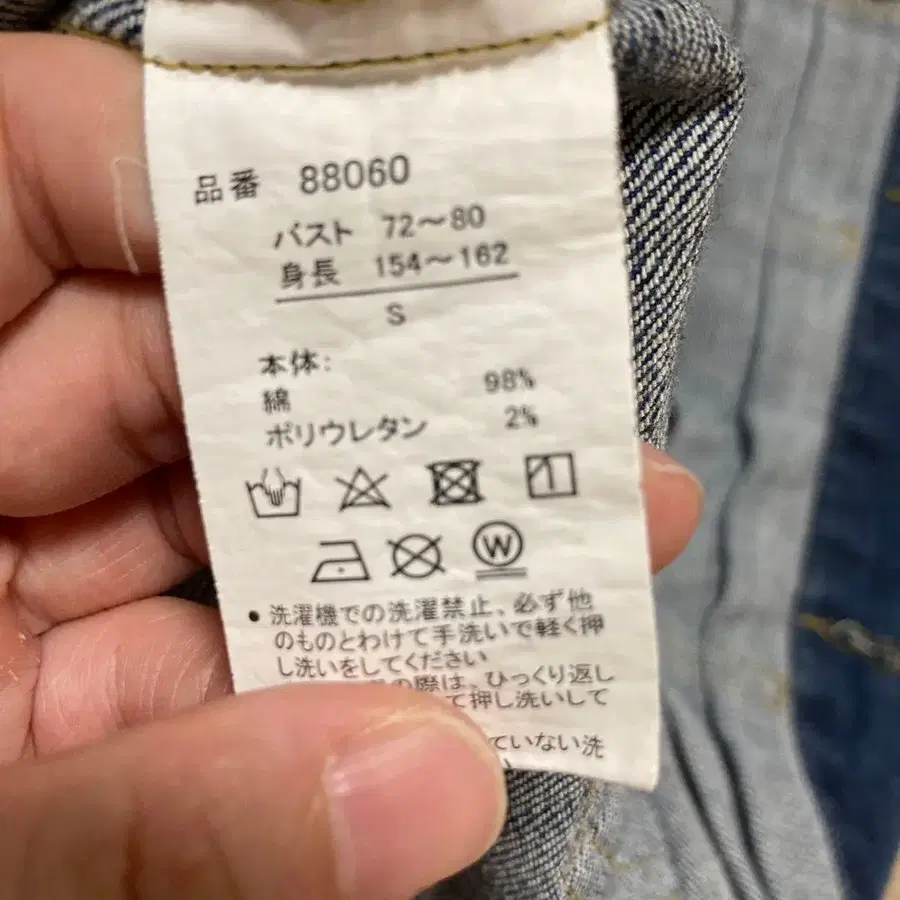 品番 88060
バスト 72～80
身長 154～162
S
本体:
綿 98%
ポリウレタン 2%
W
・洗濯機での洗濯禁止、必ず他
のものとわけて手洗いで軽く押
し洗いをしてください
の際は、ひっくり返し
て押し洗いして
ていない洗